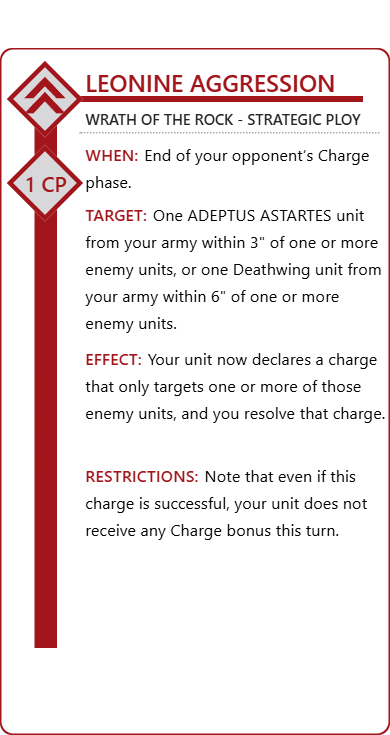 LEONINE AGGRESSION
WRATH OF THE ROCK - STRATEGIC PLOY
1 CP
WHEN: End of your opponent's Charge
phase.
TARGET: One ADEPTUS ASTARTES unit
from your army within 3" of one or more
enemy units, or one Deathwing unit from
your army within 6" of one or more
enemy units.
EFFECT: Your unit now declares a charge
that only targets one or more of those
enemy units, and you resolve that charge.
RESTRICTIONS: Note that even if this
charge is successful, your unit does not
receive any Charge bonus this turn.